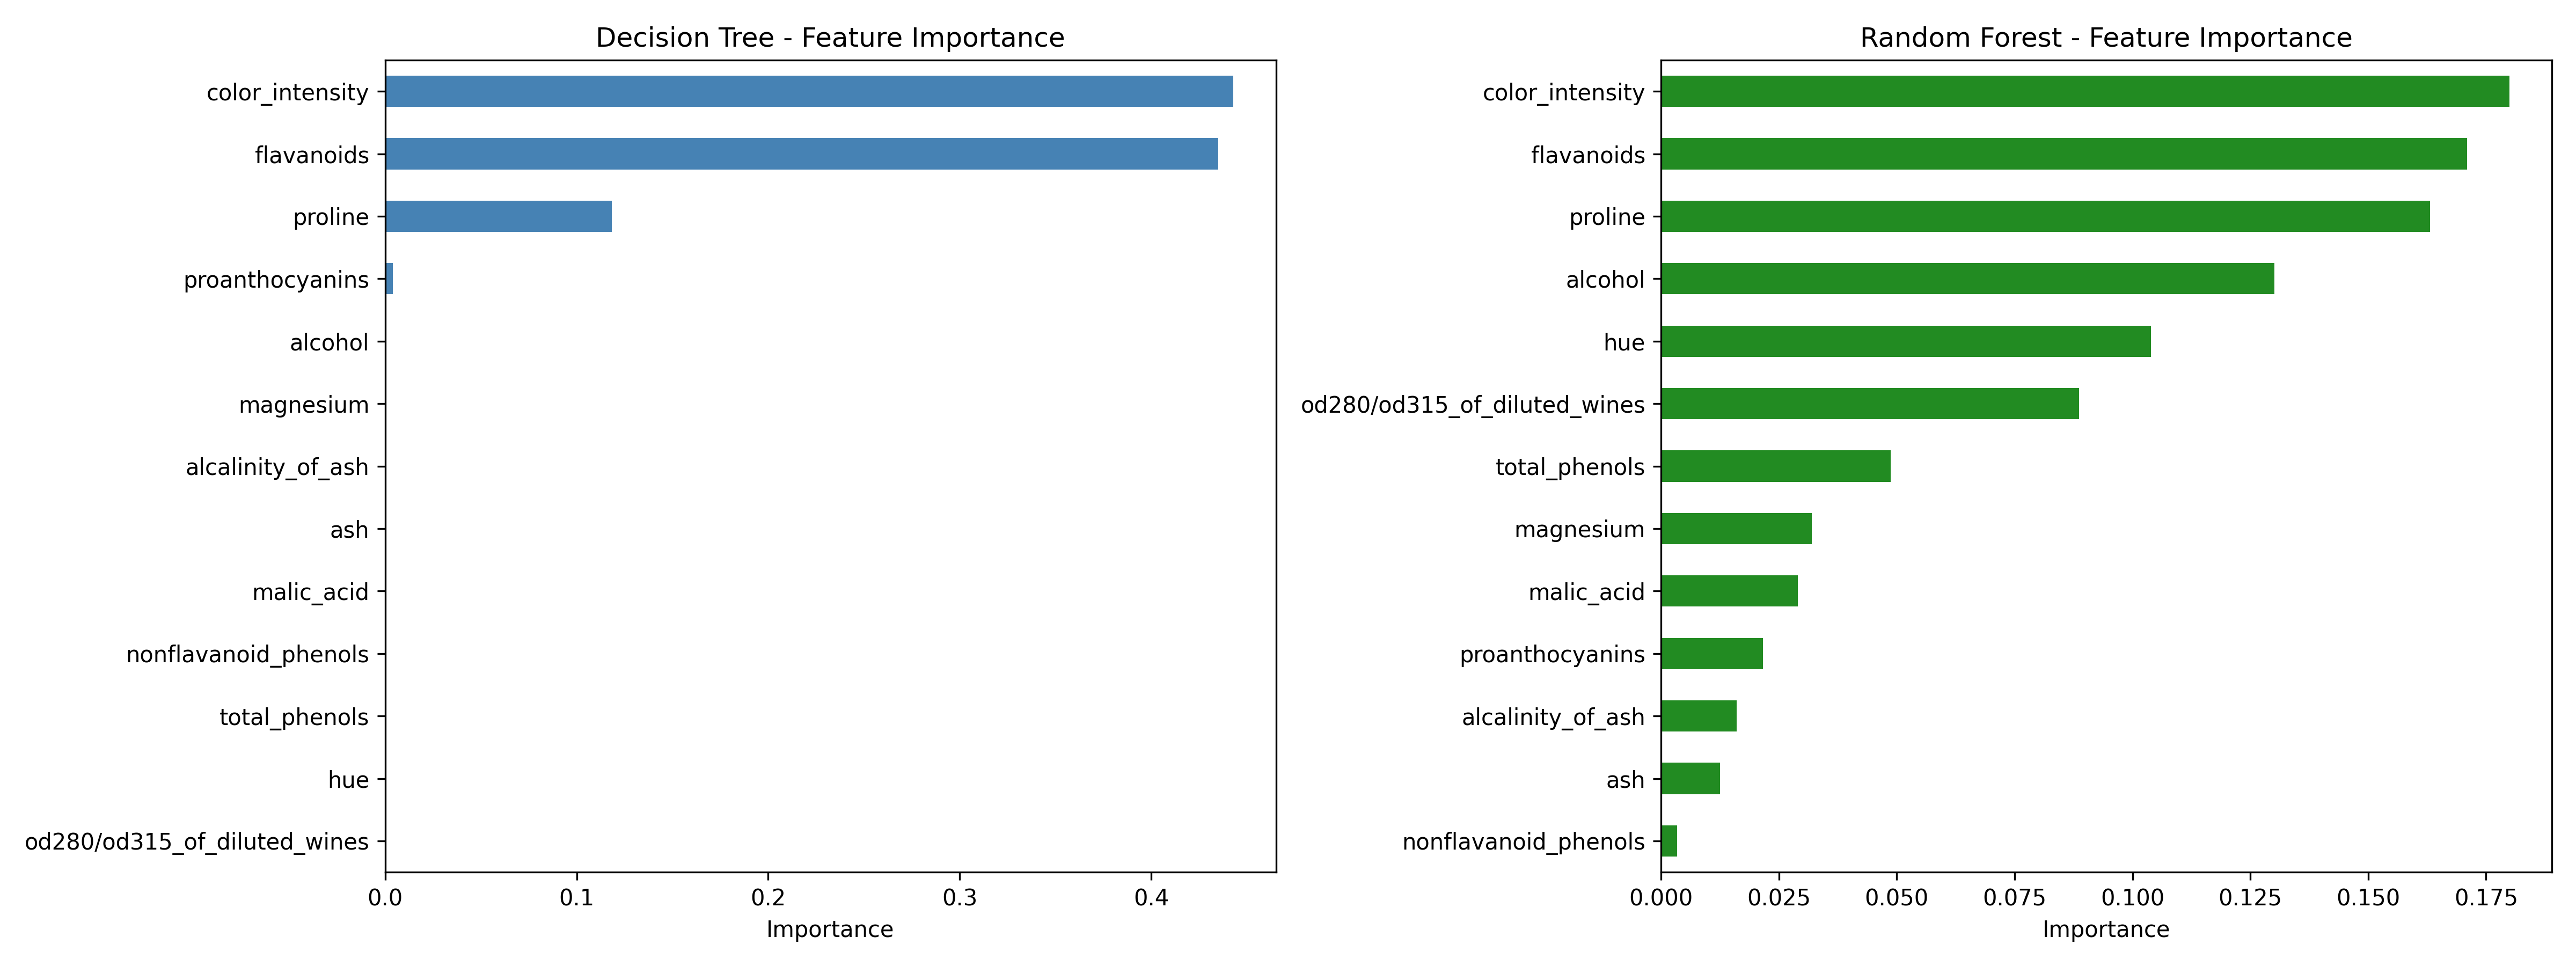 Decision Tree - Feature Importance
color_intensity
flavanoids
proline
proanthocyanins
alcohol
magnesium
alcalinity_of_ash
ash
malic_acid
nonflavanoid_phenols
total_phenols
hue
od280/od315_of_diluted_wines
0.0 0.1 0.2 0.3 0.4
Importance
Random Forest - Feature Importance
color_intensity
flavanoids
proline
alcohol
hue
od280/od315_of_diluted_wines
total_phenols
magnesium
malic_acid
proanthocyanins
alcalinity_of_ash
ash
nonflavanoid_phenols
0.000 0.025 0.050 0.075 0.100 0.125 0.150 0.175
Importance